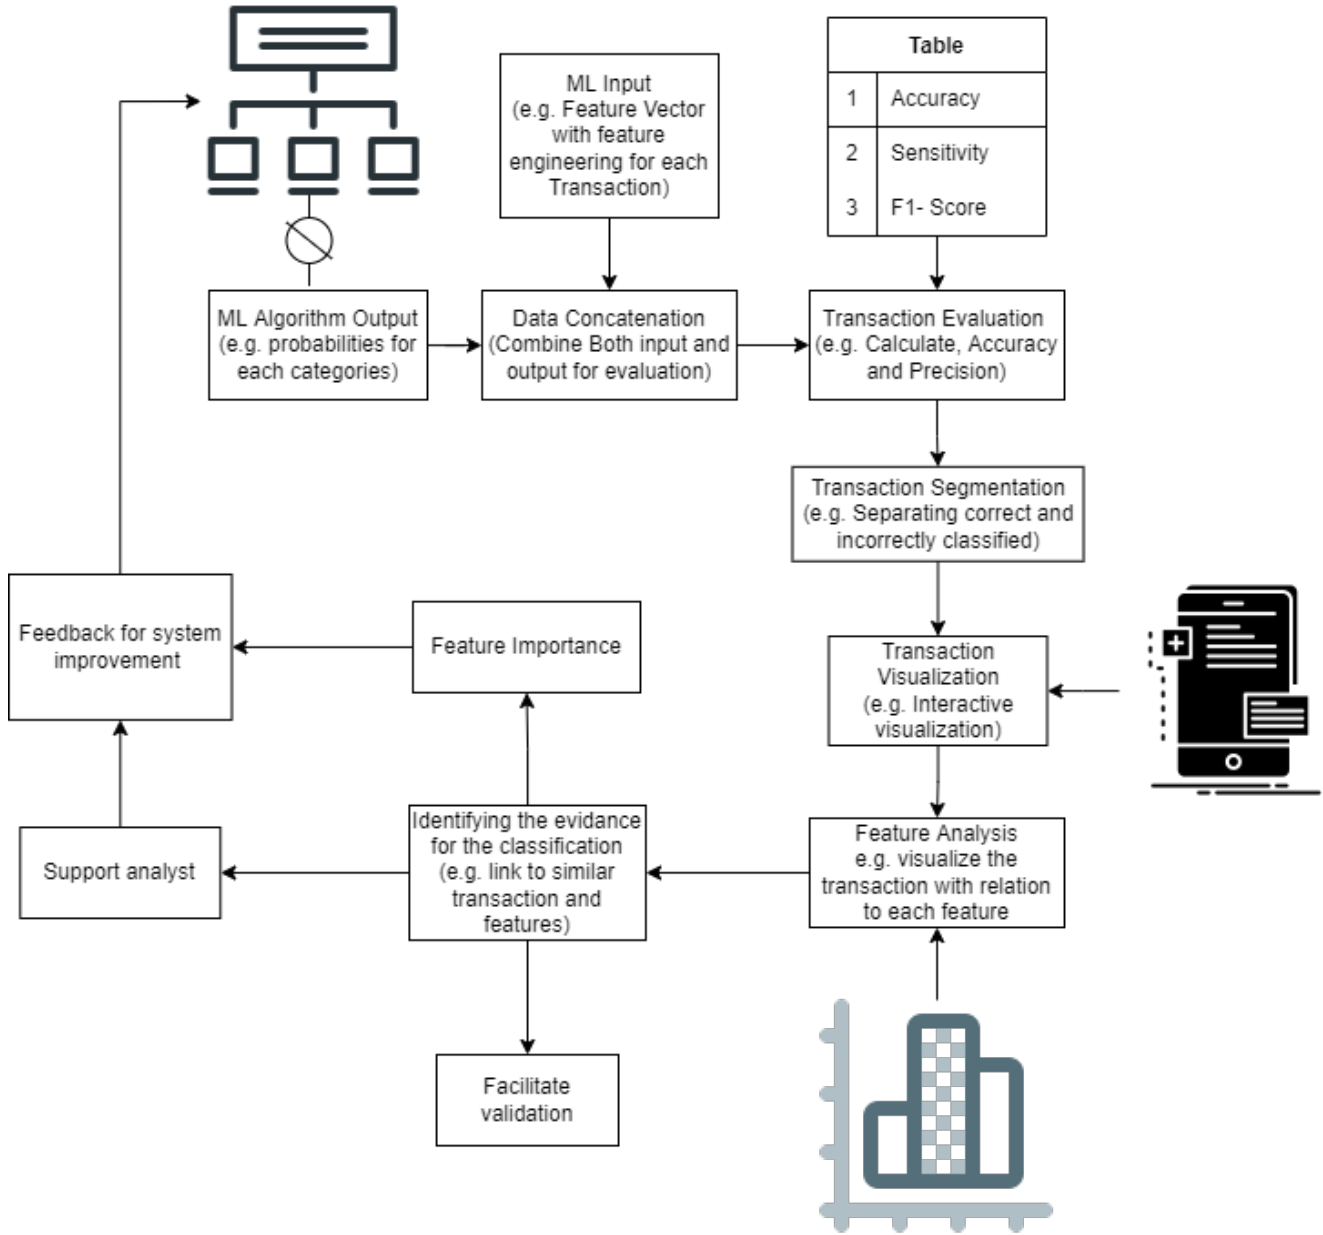 ML Input
(e.g. Feature Vector
with feature
engineering for each
Transaction)
Table
1 Accuracy
2 Sensitivity
3 F1- Score
ML Algorithm Output
(e.g. probabilities for
each categories)
Data Concatenation
(Combine Both input and
output for evaluation)
Transaction Evaluation
(e.g. Calculate, Accuracy
and Precision)
Transaction Segmentation
(e.g. Separating correct and
incorrectly classified)
Feedback for system
improvement
Feature Importance
Transaction
Visualization
(e.g. Interactive
visualization)
Support analyst
Identifying the evidance
for the classification
(e.g. link to similar
transaction and
features)
Feature Analysis
e.g. visualize the
transaction with relation
to each feature
Facilitate
validation